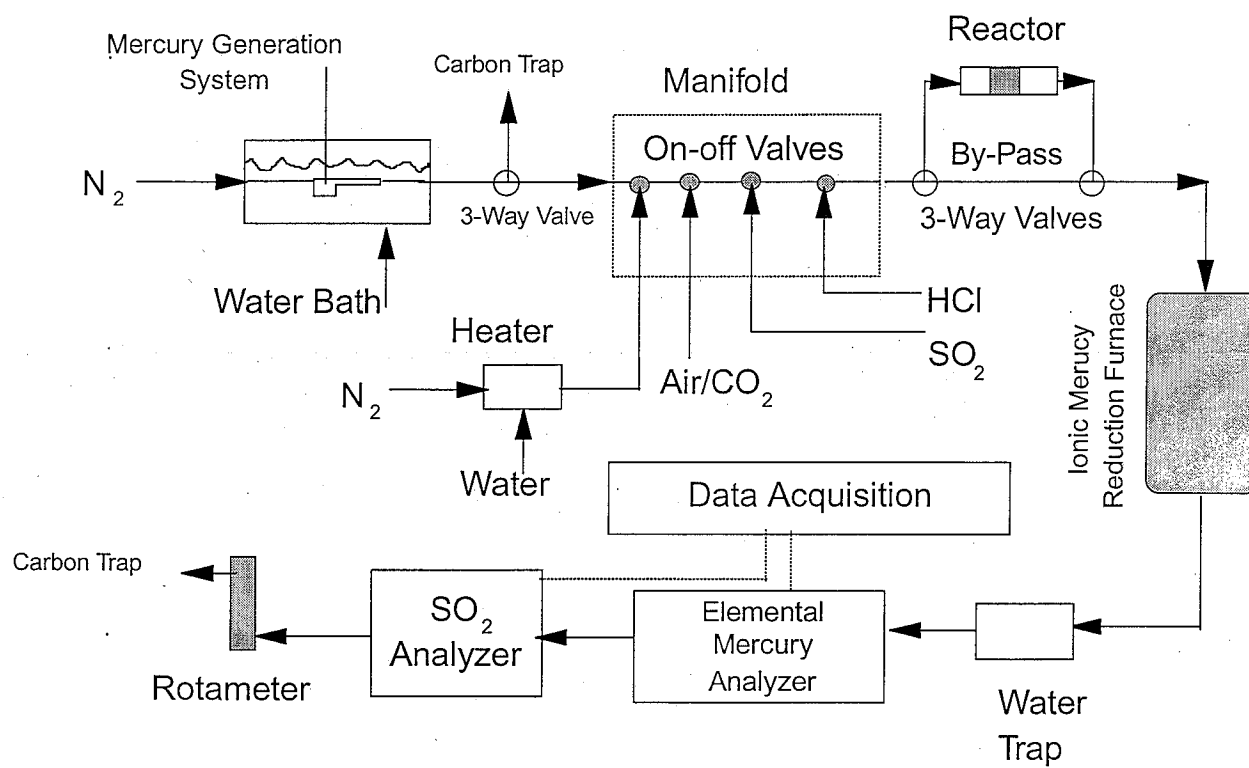 Reactor
Mercury Generation
System
Carbon Trap
Manifold
On-off Valves
By-Pass
N2
3-Way Valve
3-Way Valves
Water Bath
HCl
Heater
SO2
Air/CO2
N2
Ionic Merucy
Reduction Furnace
Water
Data Acquisition
Carbon Trap
SO2
Analyzer
Elemental
Mercury
Analyzer
Rotameter
Water
Trap